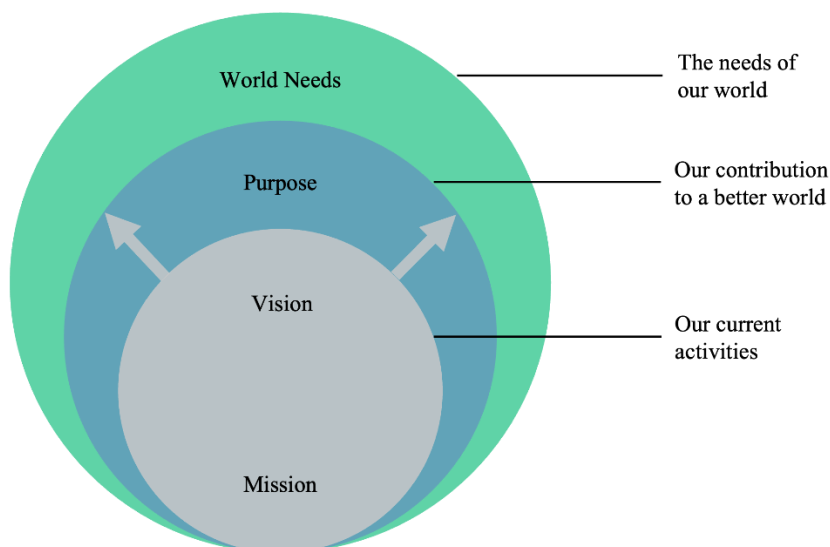 World Needs
The needs of
our world
Purpose
Our contribution
to a better world
Vision
Our current
activities
Mission